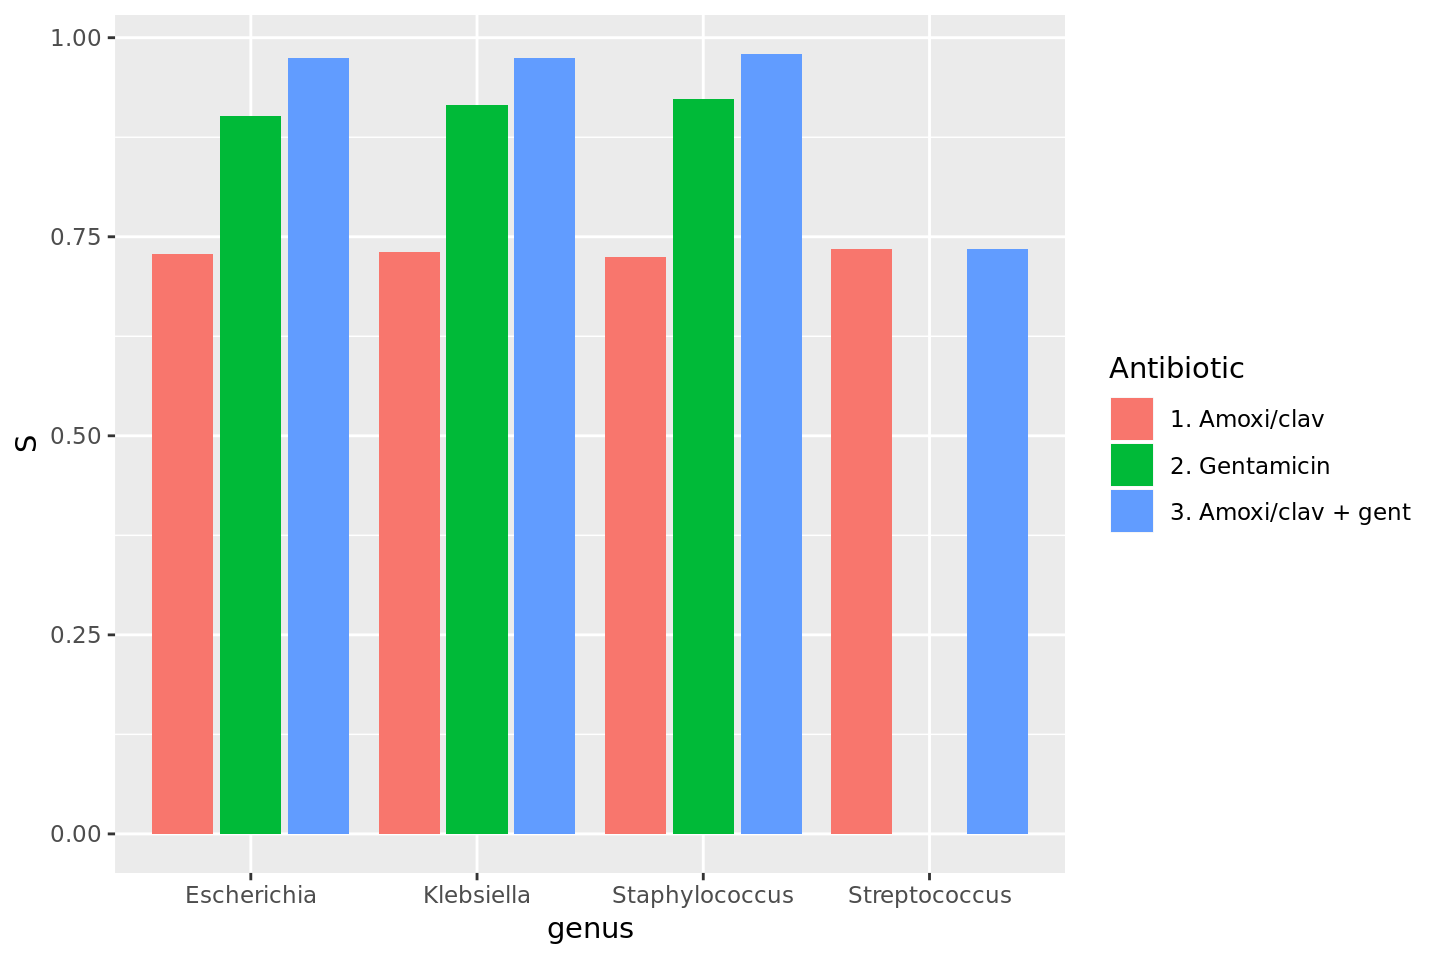 1.00
0.75
0.50
0.25
0.00
S
Escherichia
Klebsiella
Staphylococcus
Streptococcus
genus
Antibiotic
1. Amoxi/clav
2. Gentamicin
3. Amoxi/clav + gent